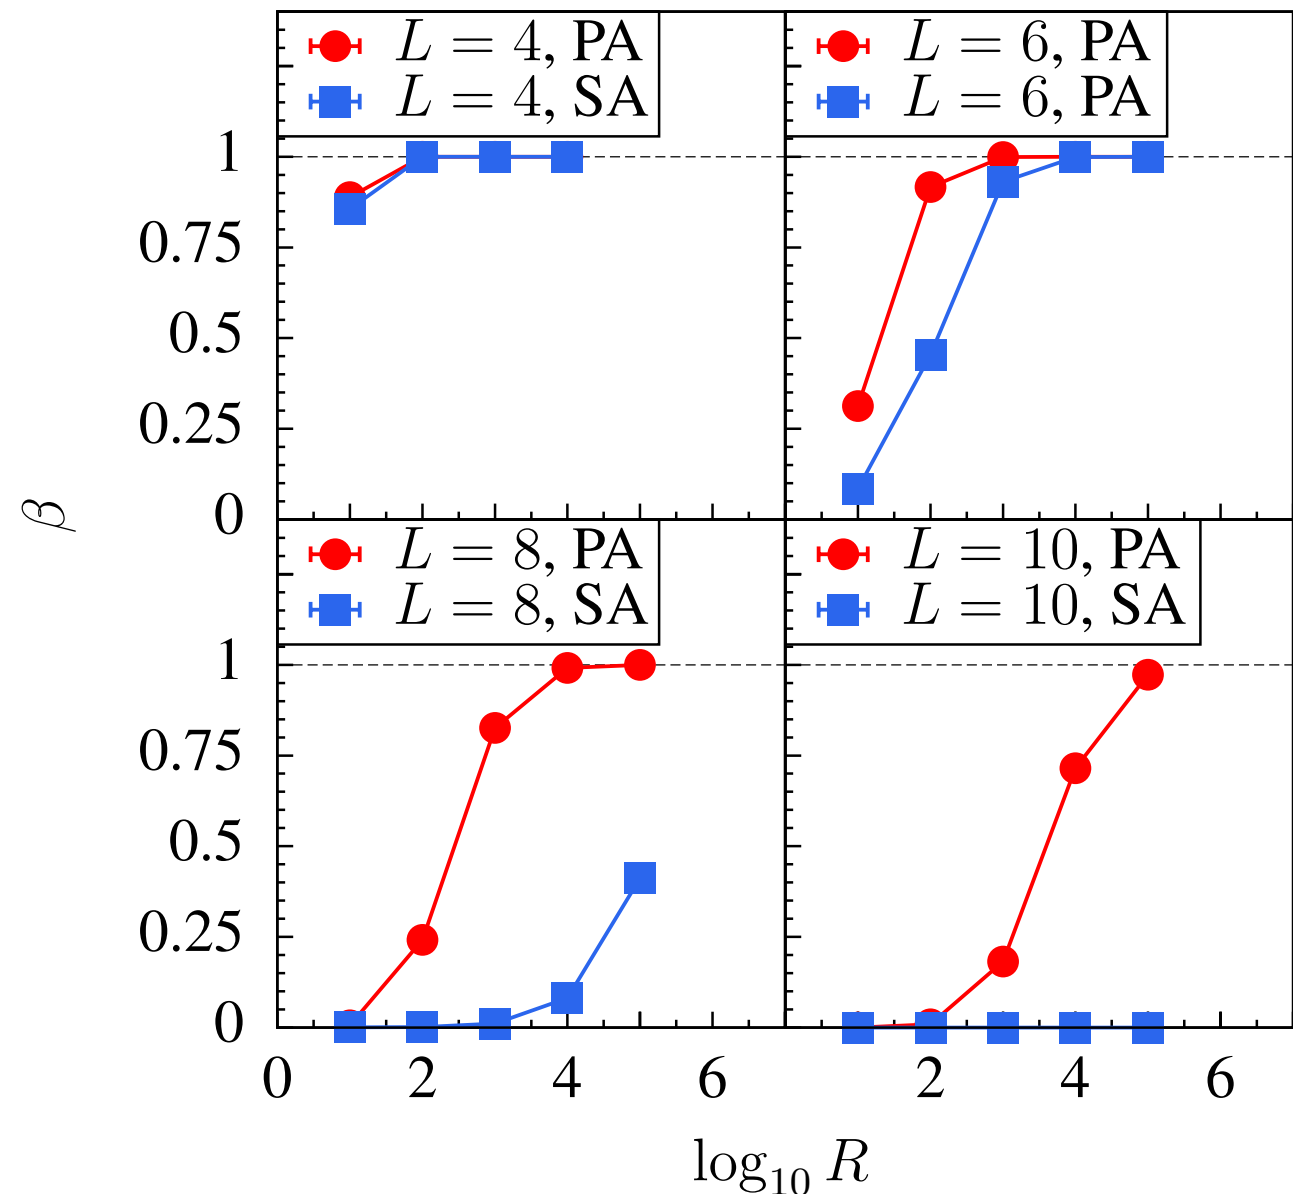 L = 4, PA
L = 4, SA
L = 6, PA
L = 6, PA
1
0.75
0.5
0.25
0
β
L = 8, PA
L = 8, SA
L = 10, PA
L = 10, SA
1
0.75
0.5
0.25
0
0 2 4 6 2 4 6
log₁₀ R